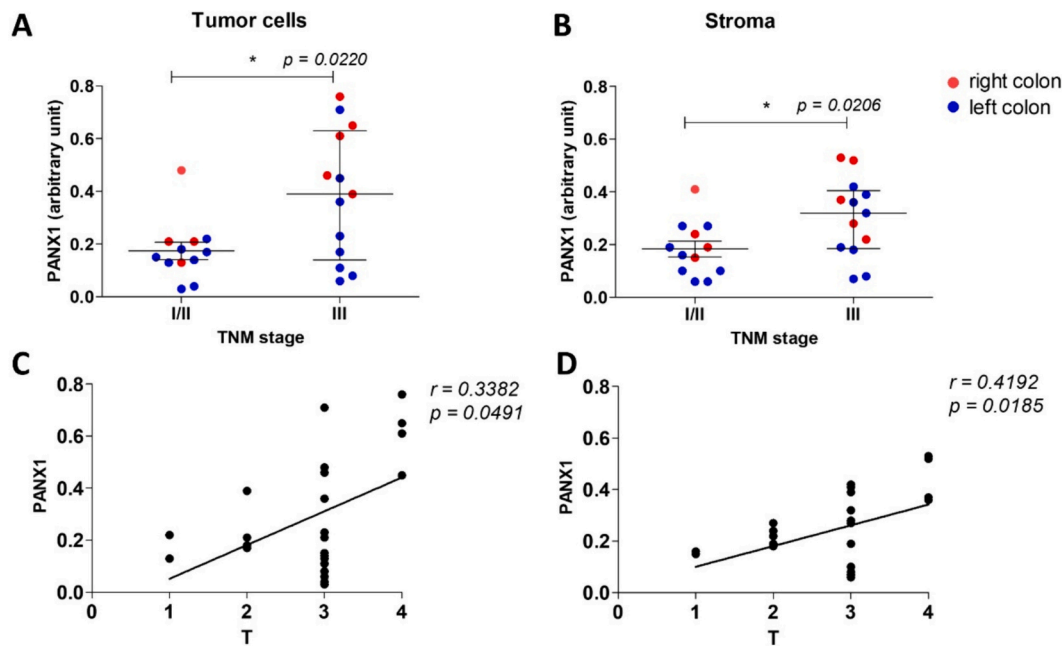 A
Tumor cells
* p = 0.0220
PANX1 (arbitrary unit)
0.8
0.6
0.4
0.2
0.0
I/II
III
TNM stage
B
Stroma
* p = 0.0206
PANX1 (arbitrary unit)
0.8
0.6
0.4
0.2
0.0
I/II
III
TNM stage
right colon
left colon
C
r = 0.3382
p = 0.0491
PANX1
0.8
0.6
0.4
0.2
0.0
0 1 2 3 4
T
D
r = 0.4192
p = 0.0185
PANX1
0.8
0.6
0.4
0.2
0.0
0 1 2 3 4
T